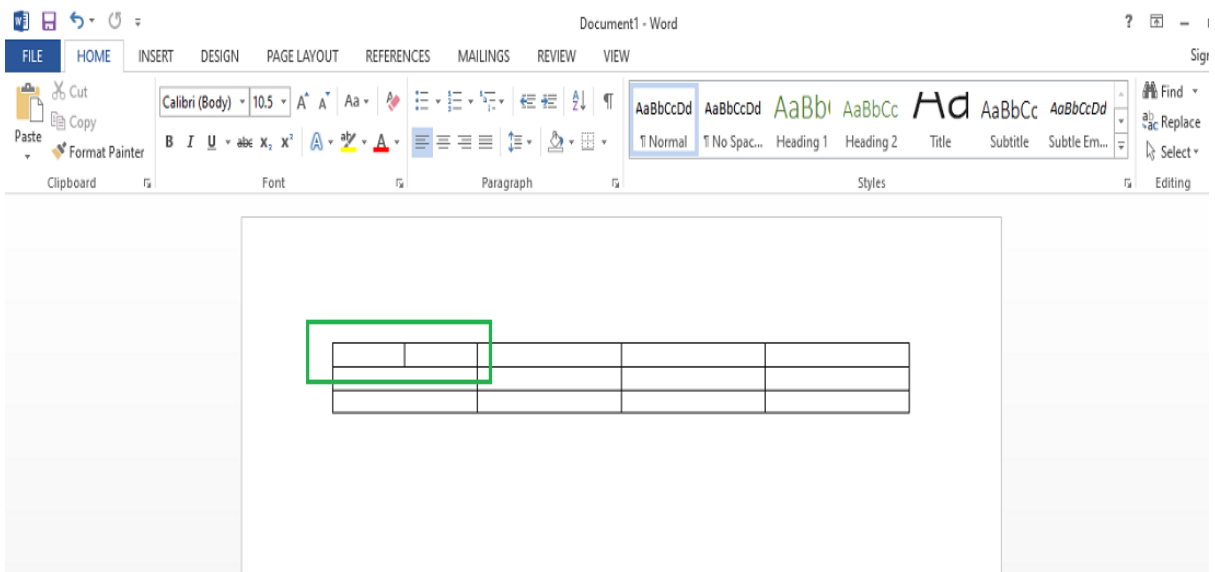 Document1 - Word
?
FILE HOME INSERT DESIGN PAGE LAYOUT REFERENCES MAILINGS REVIEW VIEW
Sign
Cut
Copy
Paste
Format Painter
Clipboard
Calibri (Body) 10.5 A A Aa
B I U abc X₂ X² A aby A
Font
Paragraph
AaBbCcDd AaBbCcDd AaBb( AaBbCc Ad AaBbCc AaBbCcDd
¶ Normal ¶ No Spac... Heading 1 Heading 2 Title Subtitle Subtle Em...
Styles
Find
Replace
Select
Editing